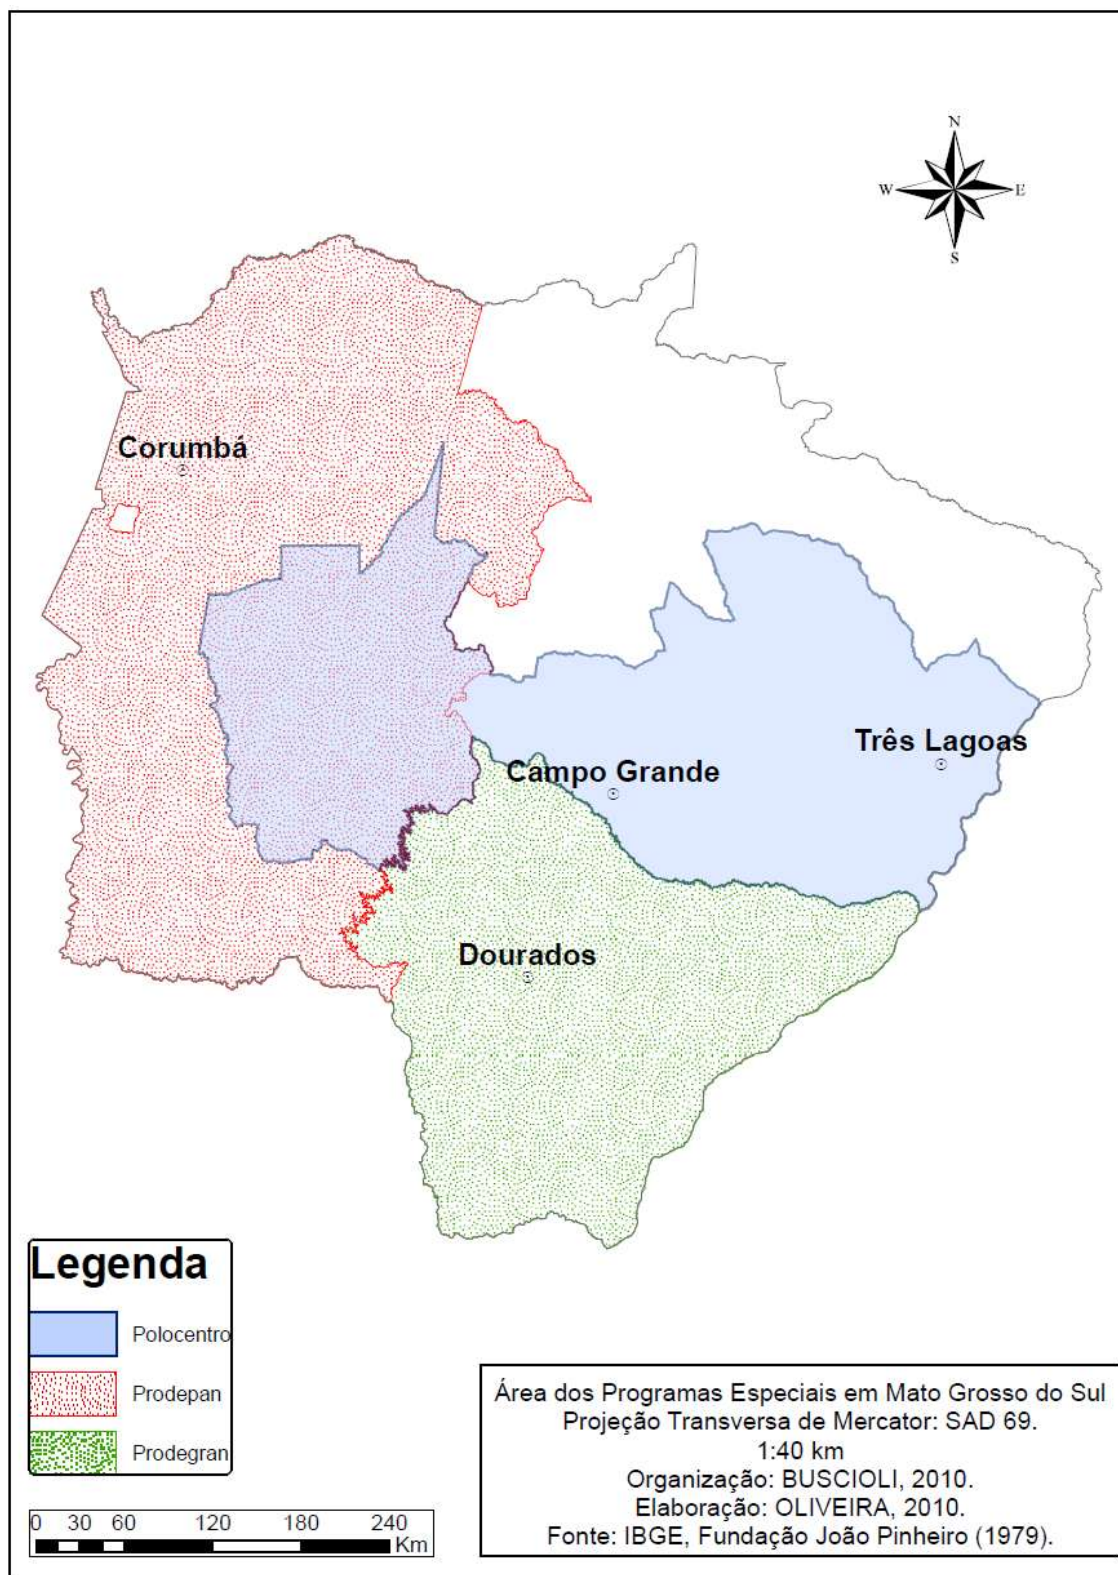 N
W
E
S
Corumbá
Três Lagoas
Campo Grande
Dourados
Legenda
Polocentro
Prodepan
Prodegran
0 30 60 120 180 240
Km
Área dos Programas Especiais em Mato Grosso do Sul
Projeção Transversa de Mercator: SAD 69.
1:40 km
Organização: BUSCIOLI, 2010.
Elaboração: OLIVEIRA, 2010.
Fonte: IBGE, Fundação João Pinheiro (1979).